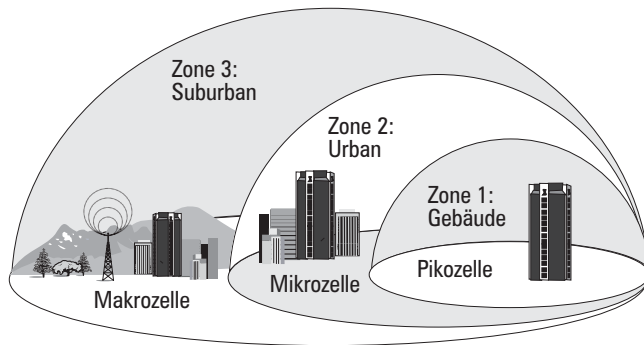 Zone 3:
Suburban
Zone 2:
Urban
Zone 1:
Gebäude
Makrozelle
Mikrozelle
Pikozelle